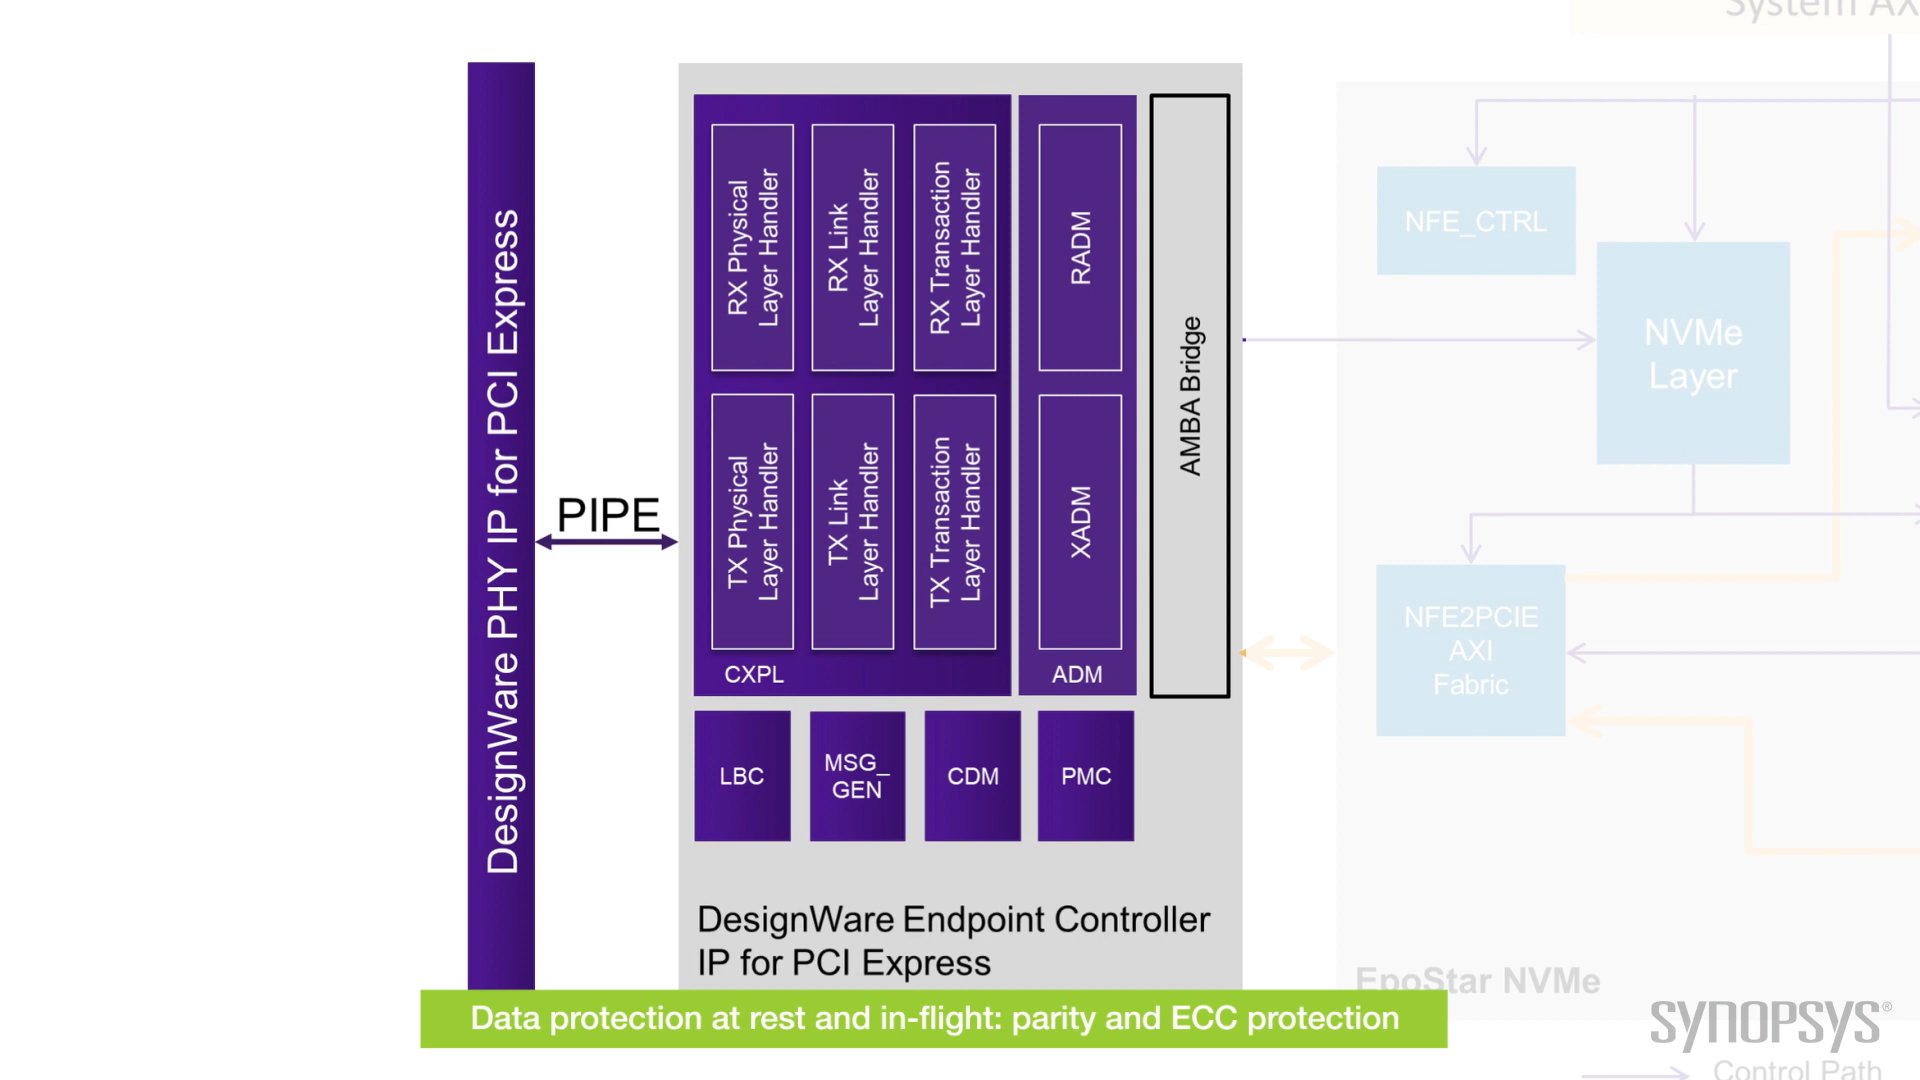 System AX
DesignWare PHY IP for PCI Express
PIPE
RX Physical
Layer Handler
RX Link
Layer Handler
RX Transaction
Layer Handler
RADM
TX Physical
Layer Handler
TX Link
Layer Handler
TX Transaction
Layer Handler
XADM
CXPL
ADM
AMBA Bridge
LBC
MSG_
GEN
CDM
PMC
DesignWare Endpoint Controller
IP for PCI Express
NFE_CTRL
NVMe
Layer
NFE2PCIE
AXI
Fabric
EpoStar NVMe
Data protection at rest and in-flight: parity and ECC protection
SYNOPSYS®
Control Path